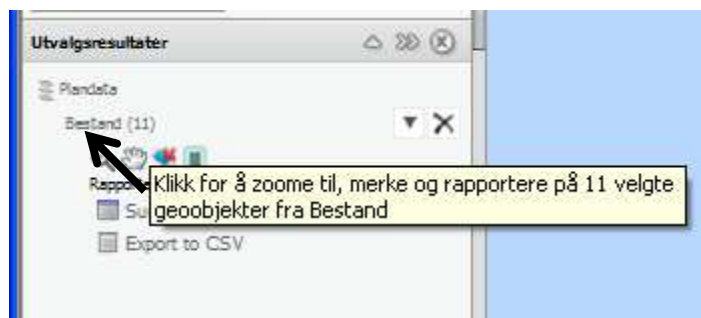 Utvalgsresultater
Plandata
Bestand (11)
Klikk for å zoome til, merke og rapportere på 11 velgte
geoobjekter fra Bestand
Export to CSV